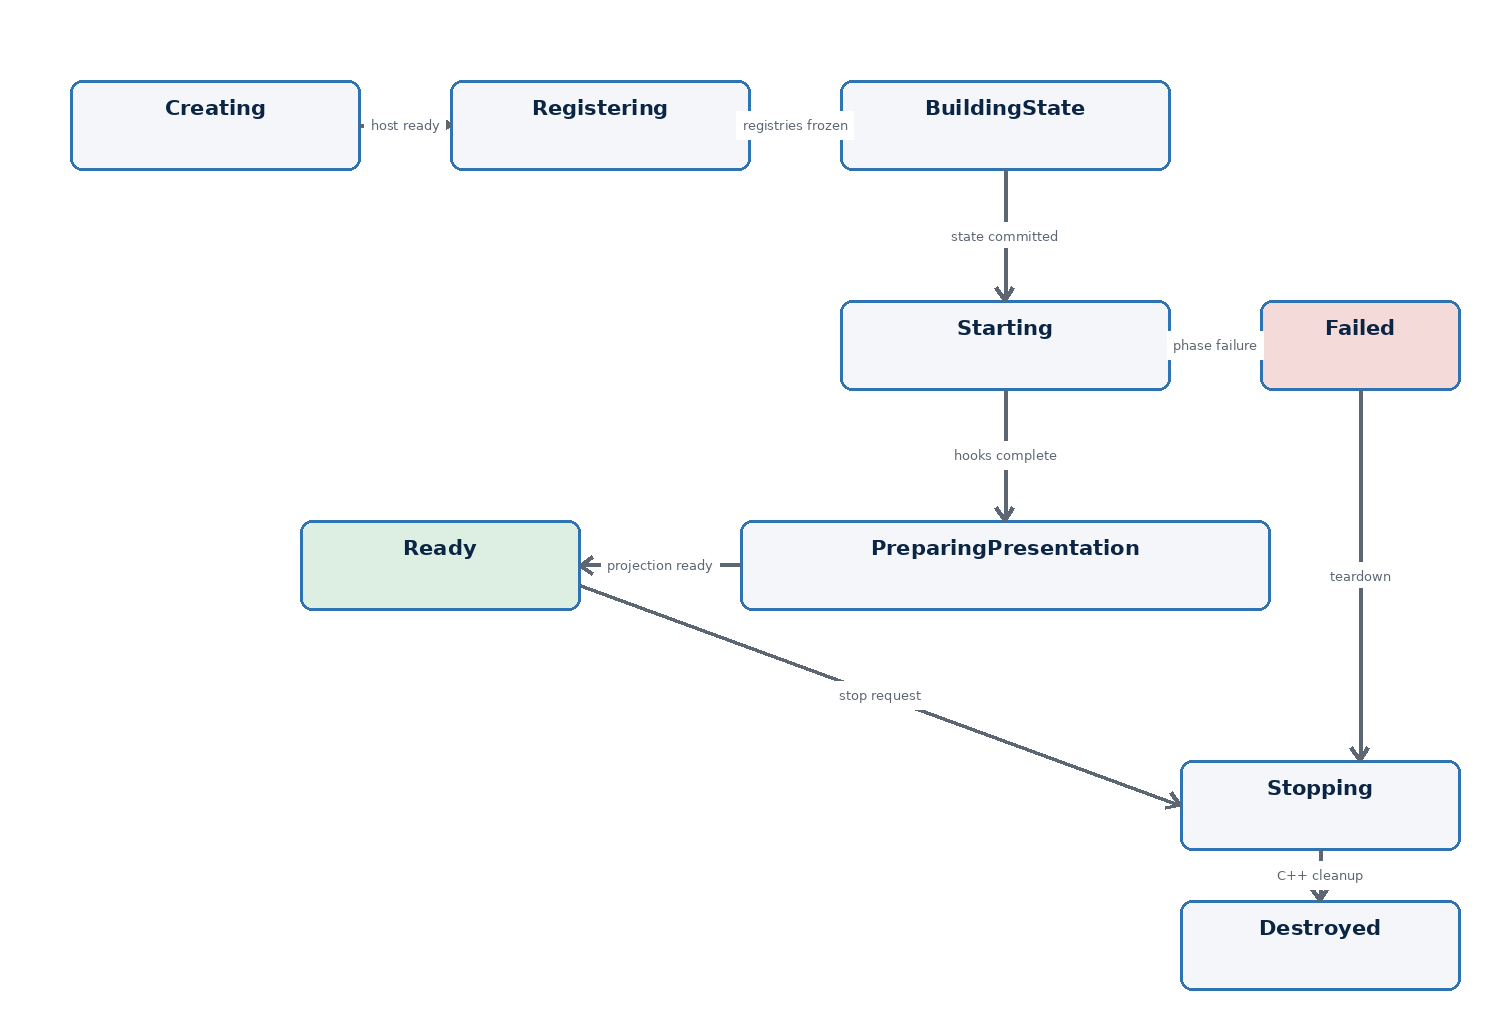 Creating
host ready
Registering
registries frozen
BuildingState
state committed
Starting
phase failure
Failed
hooks complete
Ready
projection ready
PreparingPresentation
teardown
stop request
Stopping
C++ cleanup
Destroyed